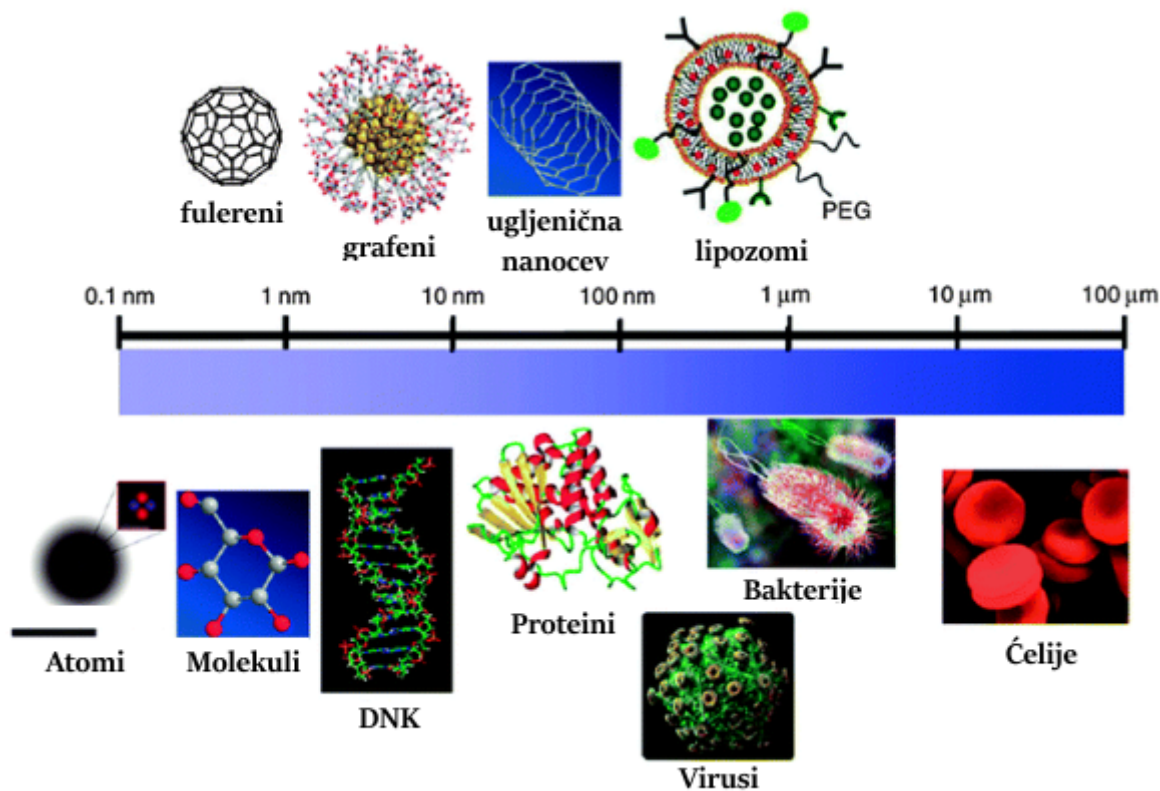 fulereni
grafeni
ugljenična
nanocev
lipozomi
PEG
0.1 nm 1 nm 10 nm 100 nm 1 µm 10 µm 100 µm
Atomi
Molekuli
DNK
Proteini
Virusi
Bakterije
Ćelije